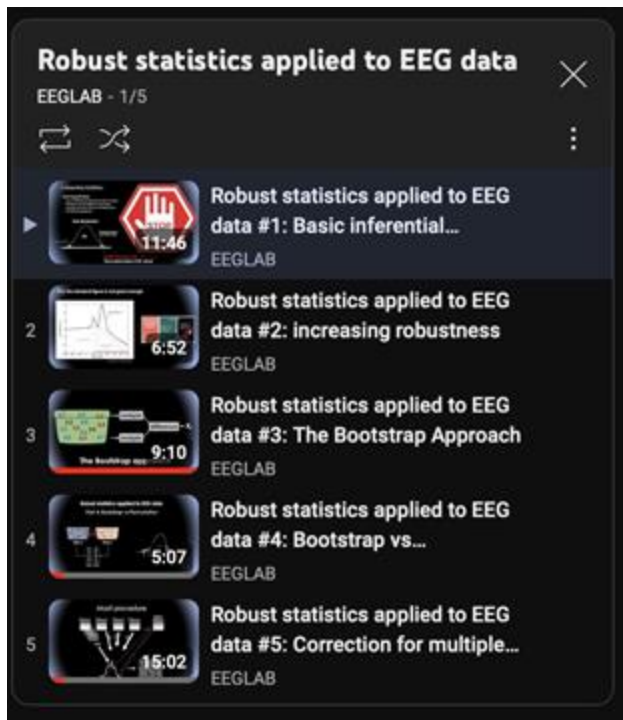 Robust statistics applied to EEG data
EEGLAB - 1/5
11:46
Robust statistics applied to EEG
data #1: Basic inferential...
EEGLAB
2
6:52
Robust statistics applied to EEG
data #2: increasing robustness
EEGLAB
3
The Bootstrap app
9:10
Robust statistics applied to EEG
data #3: The Bootstrap Approach
EEGLAB
4
5:07
Robust statistics applied to EEG
data #4: Bootstrap vs...
EEGLAB
5
15:02
Robust statistics applied to EEG
data #5: Correction for multiple...
EEGLAB